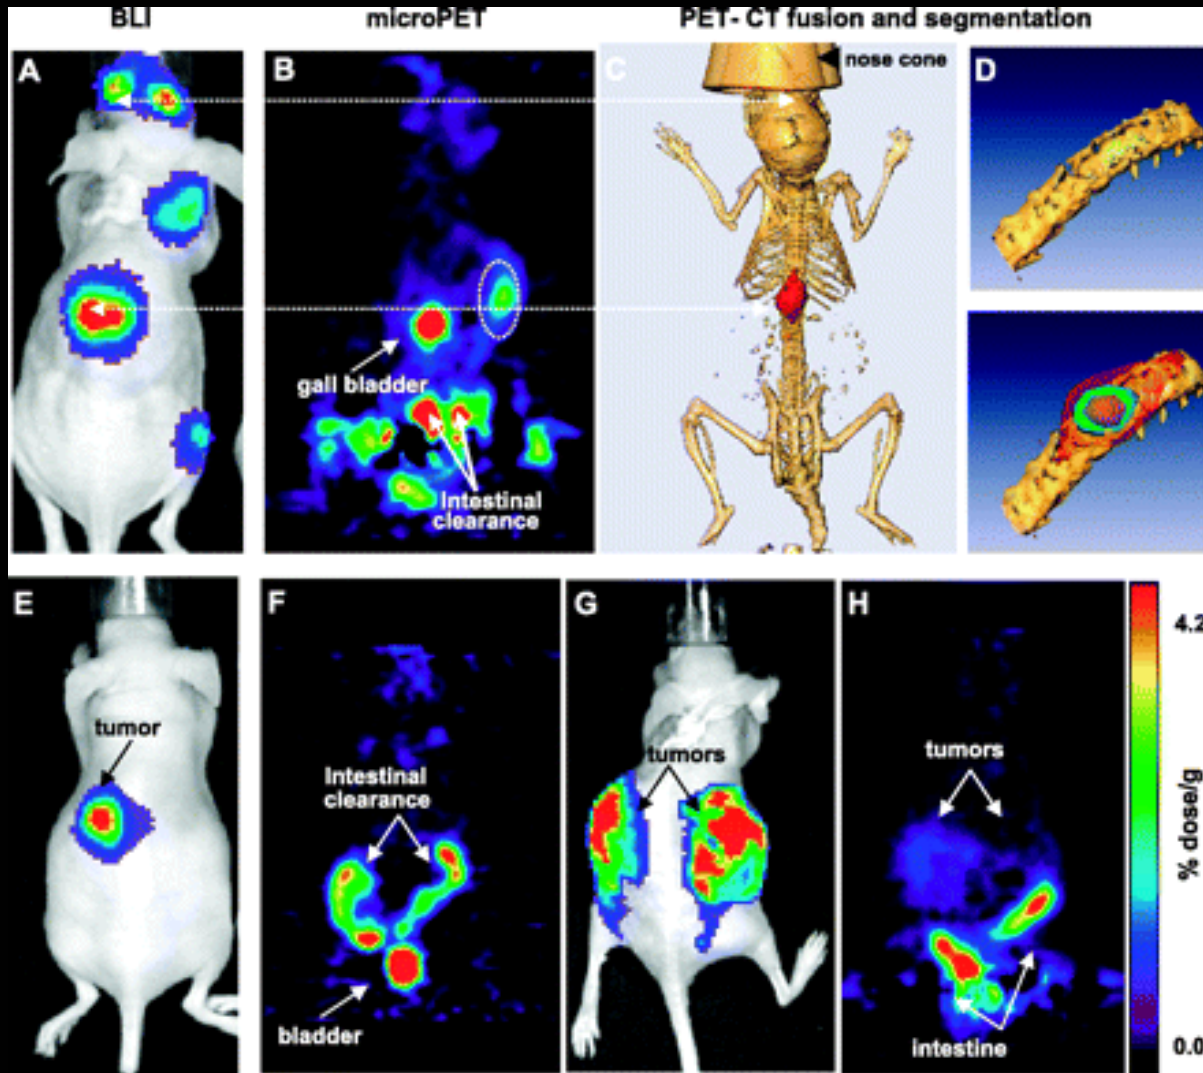 BLI
microPET
PET- CT fusion and segmentation
A
B
C
nose cone
D
gall bladder
Intestinal
clearance
E
tumor
F
Intestinal
clearance
bladder
G
tumors
H
tumors
intestine
4.2
% dose/g
0.0